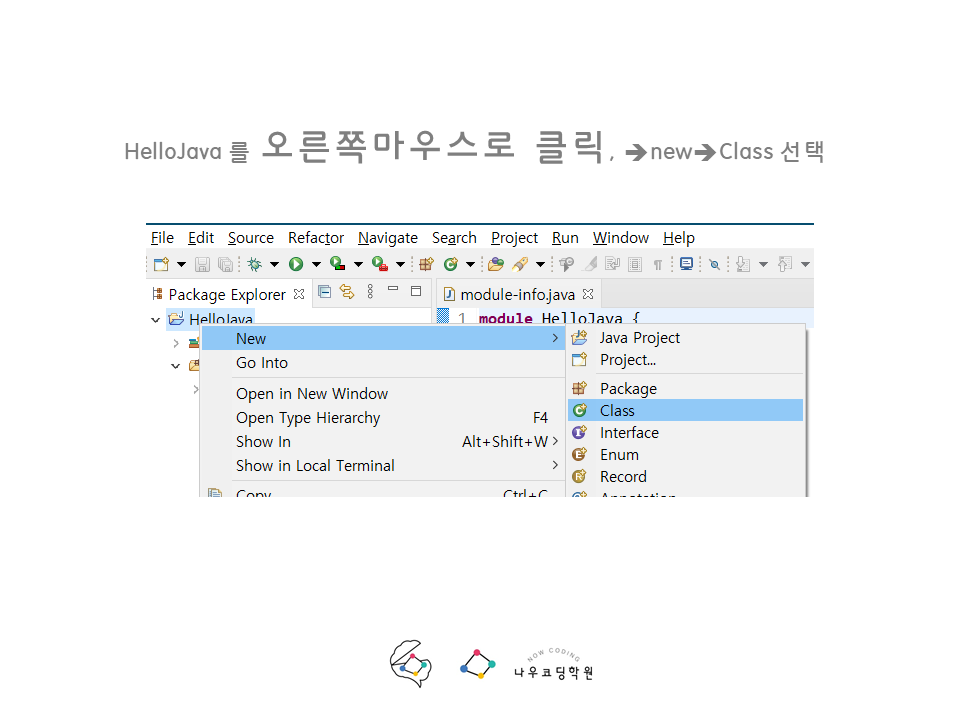 HelloJava 를 오른쪽마우스로 클릭, ➔new➔Class 선택
File Edit Source Refactor Navigate Search Project Run Window Help
Package Explorer
module-info.java
HelloJava
1 module HelloJava {
New
Go Into
Open in New Window
Open Type Hierarchy F4
Show In Alt+Shift+W
Show in Local Terminal
Copy Ctrl+C
Java Project
Project...
Package
Class
Interface
Enum
Record
Annotation
NOW CODING
나우코딩학원